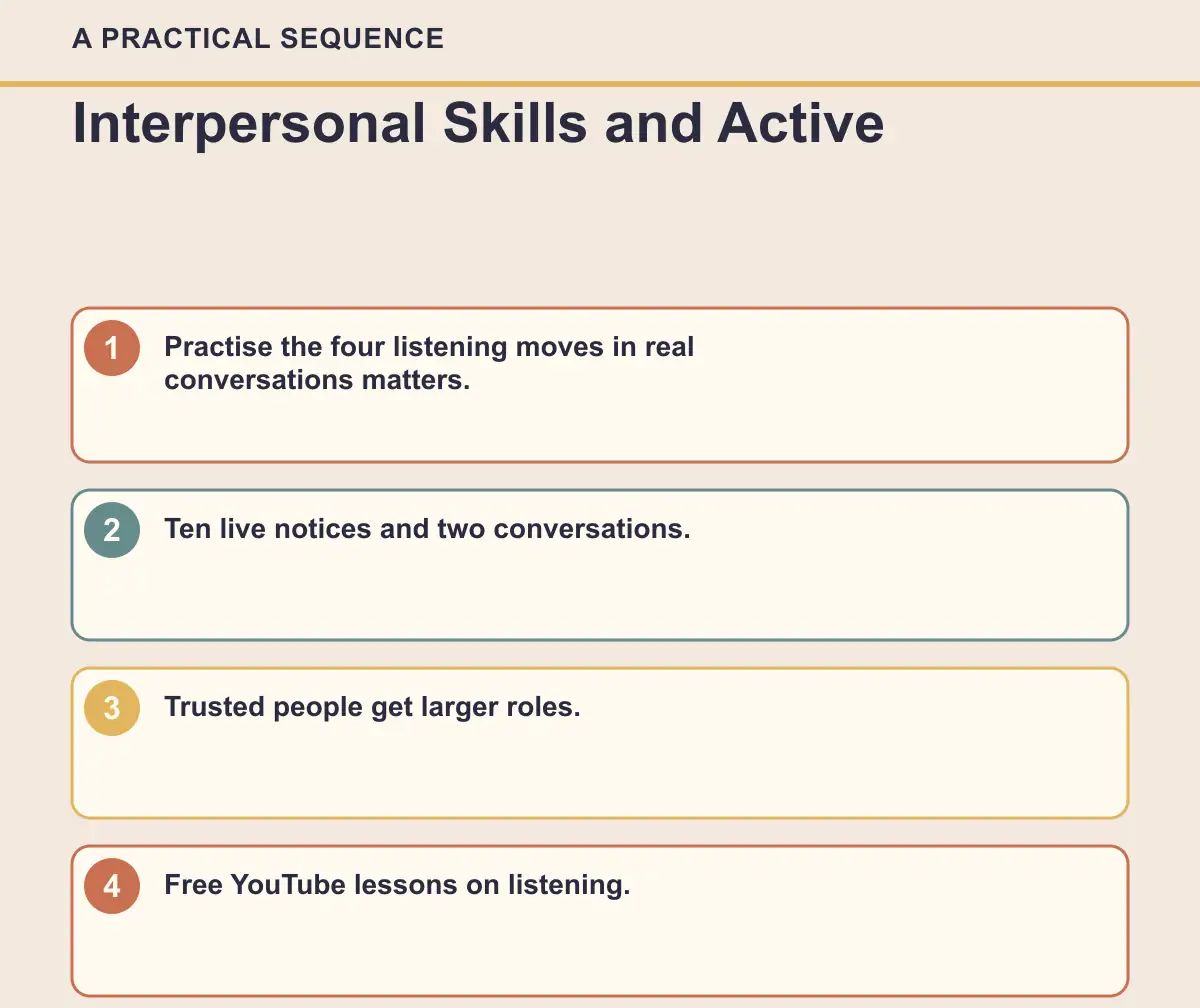 A PRACTICAL SEQUENCE
Interpersonal Skills and Active
1
Practise the four listening moves in real
conversations matters.
2
Ten live notices and two conversations.
3
Trusted people get larger roles.
4
Free YouTube lessons on listening.